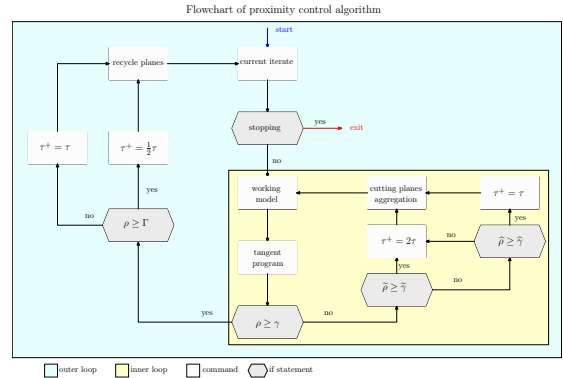 Flowchart of proximity control algorithm
start
recycle planes
current iterate
stopping
yes
exit
no
τ⁺ = τ
τ⁺ = ½τ
working
model
cutting planes
aggregation
τ⁺ = τ
yes
no
ρ ≥ Γ
yes
τ⁺ = 2τ
no
ρ̂ ≥ γ̂
tangent
program
yes
ρ̃ ≥ γ̃
no
yes
ρ ≥ γ
no
outer loop
inner loop
command
if statement